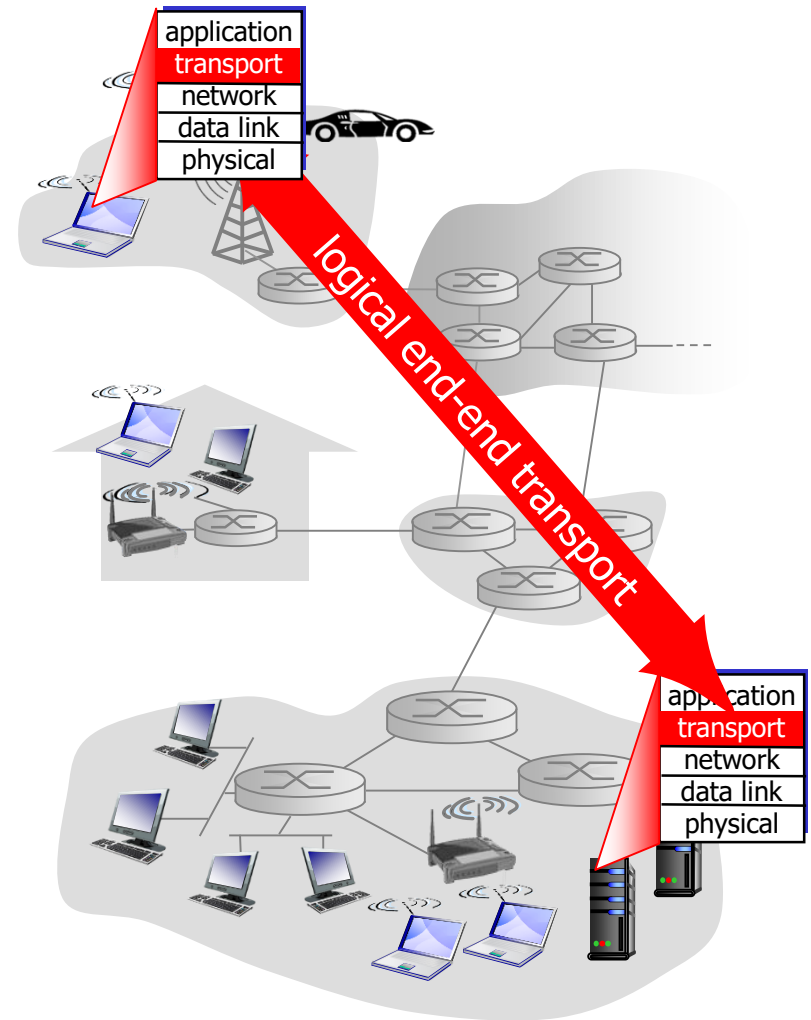 application
transport
network
data link
physical
logical end-end transport
application
transport
network
data link
physical